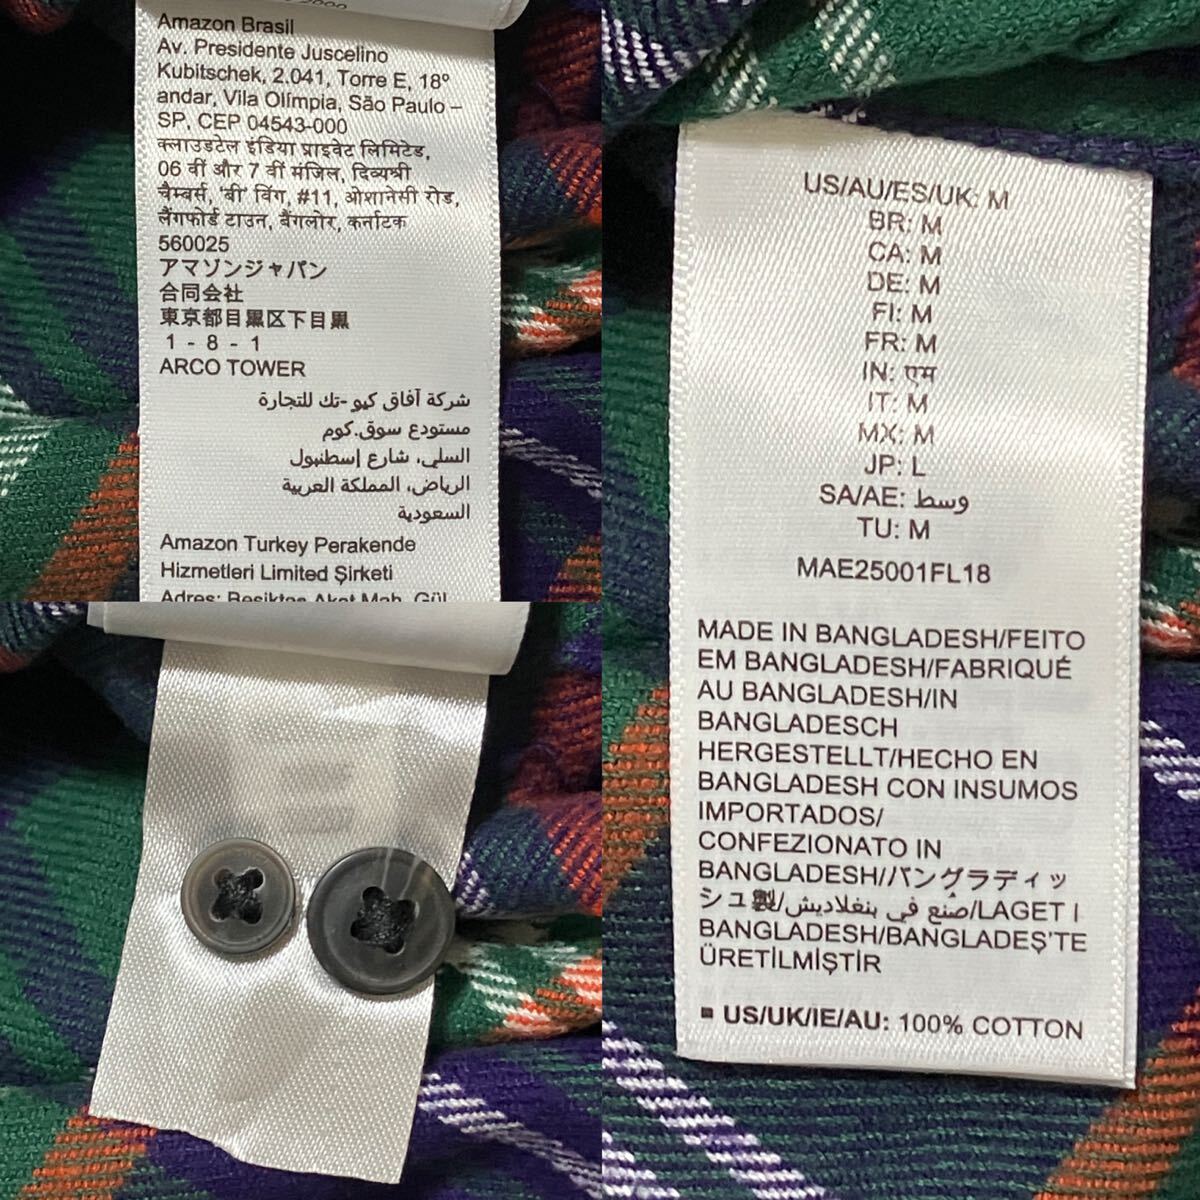 Amazon Brasil
Av. Presidente Juscelino
Kubitschek, 2.041, Torre E, 18º
andar, Vila Olímpia, São Paulo –
SP, CEP 04543-000
क्लाउडटेल इंडिया प्राइवेट लिमिटेड,
06 वीं और 7 वीं मंजिल, दिव्यश्री
चैम्बर्स, 'बी' विंग, #11, ओशानेसी रोड,
लैंगफोर्ड टाउन, बैंगलोर, कर्नाटक
560025
アマゾンジャパン
合同会社
東京都目黒区下目黒
1 - 8 - 1
ARCO TOWER
شركة آفاق كيو -تك للتجارة
مستودع سوق.كوم
السلي، شارع إسطنبول
الرياض، المملكة العربية
السعودية
Amazon Turkey Perakende
Hizmetleri Limited Şirketi
Adres: Beşiktaş Akat Mah. Gül
US/AU/ES/UK: M
BR: M
CA: M
DE: M
FI: M
FR: M
IN: एम
IT: M
MX: M
JP: L
SA/AE: وسط
TU: M
MAE25001FL18
MADE IN BANGLADESH/FEITO
EM BANGLADESH/FABRIQUÉ
AU BANGLADESH/IN
BANGLADESCH
HERGESTELLT/HECHO EN
BANGLADESH CON INSUMOS
IMPORTADOS/
CONFEZIONATO IN
BANGLADESH/バングラディッ
シュ製/صنع في بنغلاديش/LAGET I
BANGLADESH/BANGLADEŞ'TE
ÜRETİLMİŞTİR
▪ US/UK/IE/AU: 100% COTTON